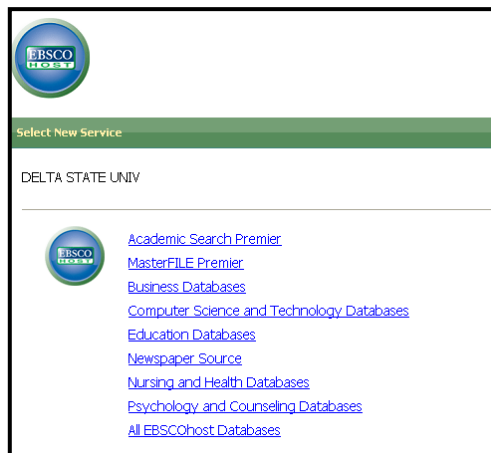 EBSCO
HOST
Select New Service
DELTA STATE UNIV
EBSCO
HOST
Academic Search Premier
MasterFILE Premier
Business Databases
Computer Science and Technology Databases
Education Databases
Newspaper Source
Nursing and Health Databases
Psychology and Counseling Databases
All EBSCOhost Databases